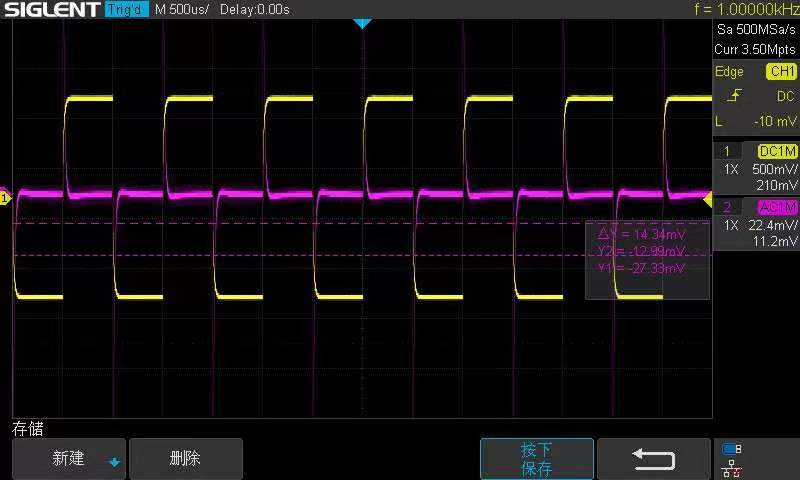 SIGLENT Trig'd M 500us/ Delay:0.00s f = 1.00000kHz
Sa 500MSa/s
Curr 3.50Mpts
Edge CH1
DC
L -10 mV
1 DC1M
1X 500mV/
210mV
2 AC1M
1X 22.4mV/
11.2mV
1
ΔY = 14.34mV
Y2 = -12.99mV
Y1 = -27.33mV
存储
新建 删除 按下
保存